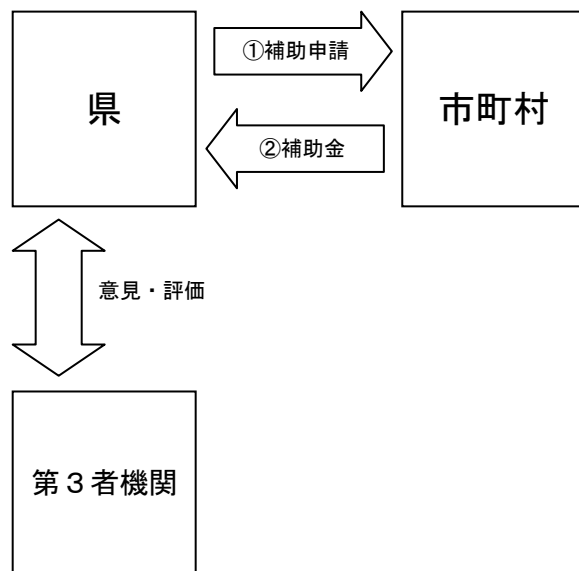 ①補助申請
県
市町村
②補助金
意見・評価
第３者機関